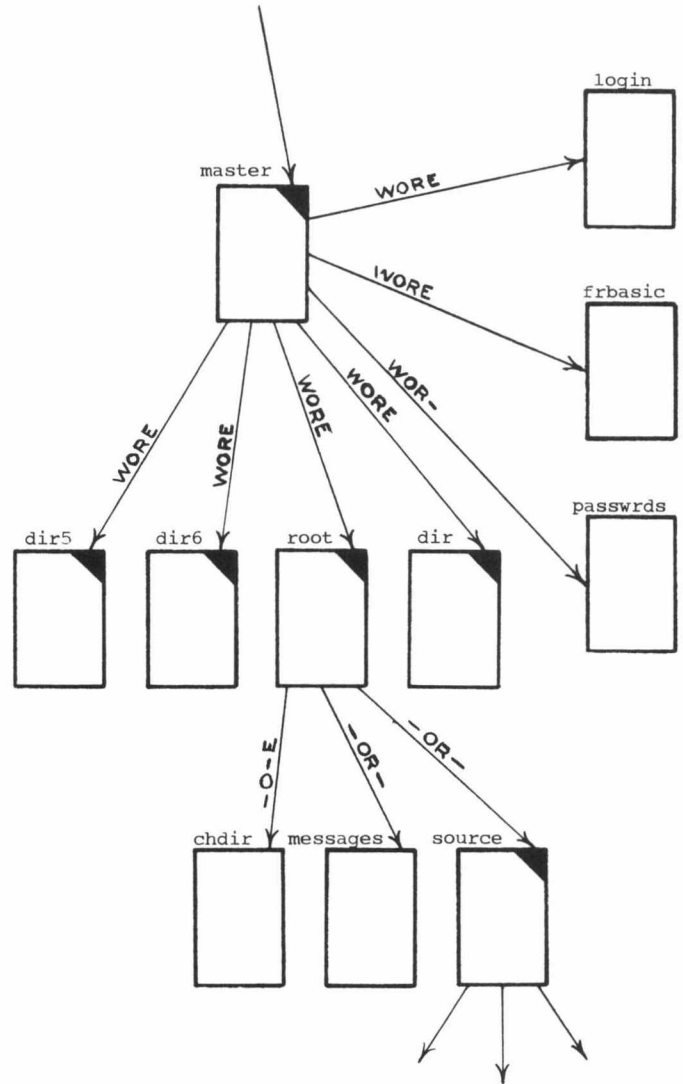 login
master
WORE
frbasic
WORE
WOR-
WORE
WORE
WORE
WORE
passwrds
dir5
dir6
root
dir
-O-E
-OR-
-OR-
chdir
messages
source